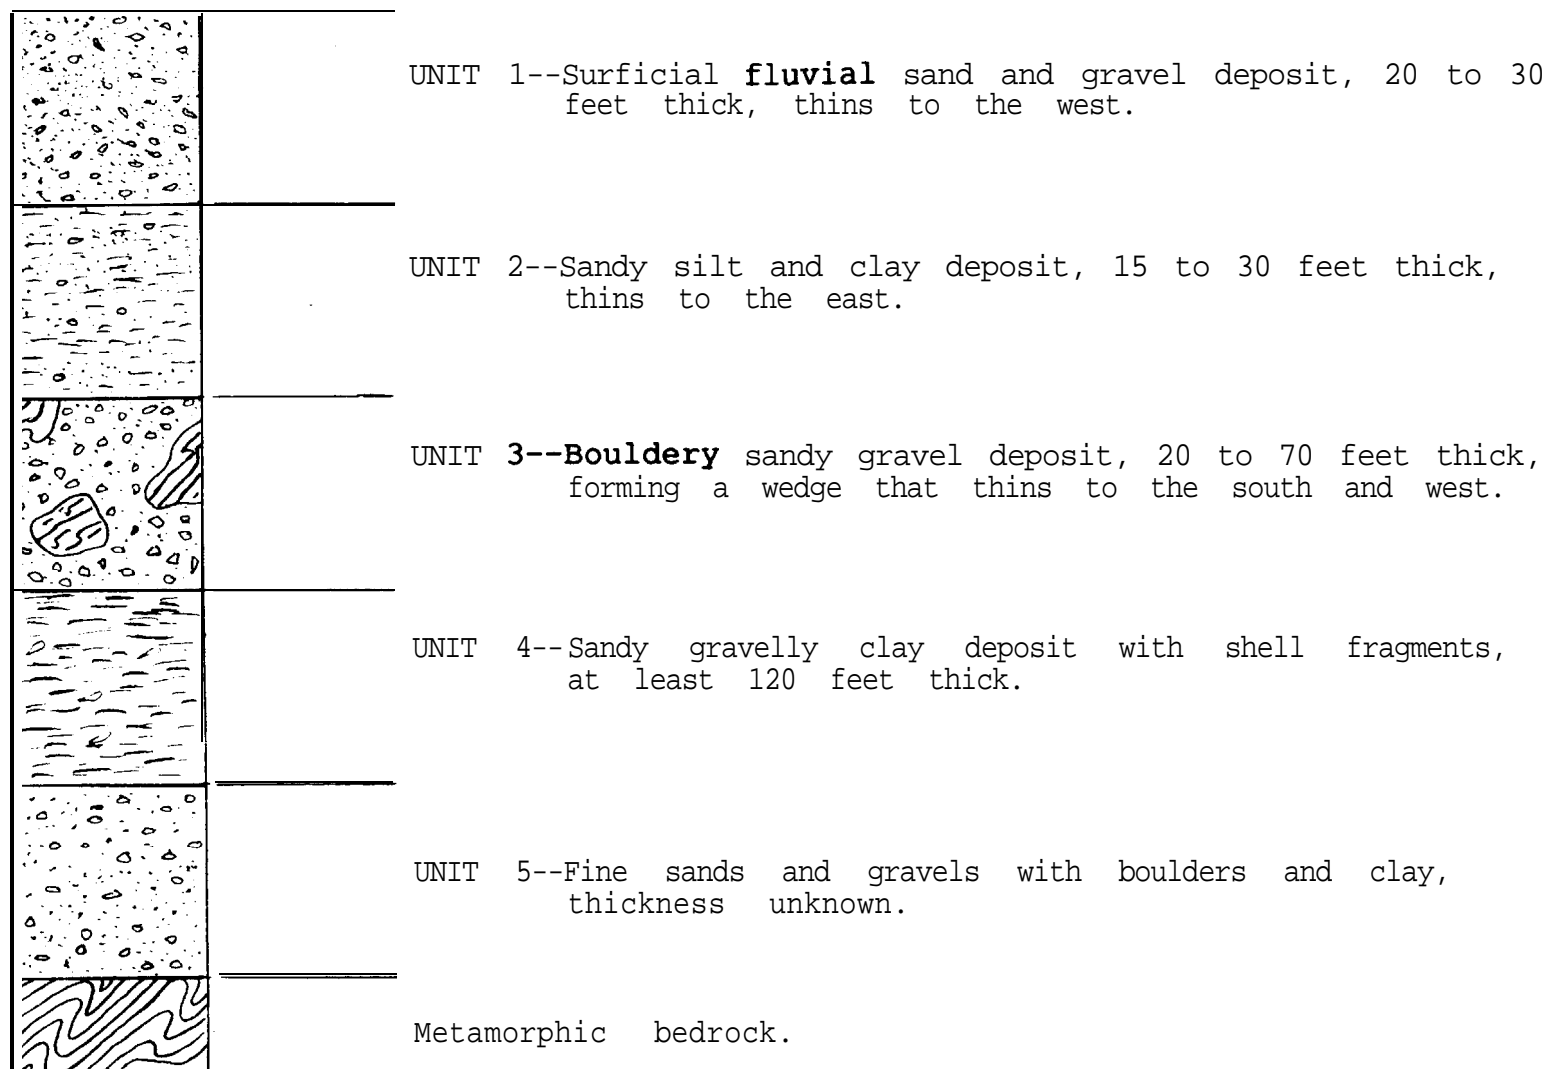 UNIT 1--Surficial fluvial sand and gravel deposit, 20 to 30
feet thick, thins to the west.
UNIT 2--Sandy silt and clay deposit, 15 to 30 feet thick,
thins to the east.
UNIT 3--Bouldery sandy gravel deposit, 20 to 70 feet thick,
forming a wedge that thins to the south and west.
UNIT 4--Sandy gravelly clay deposit with shell fragments,
at least 120 feet thick.
UNIT 5--Fine sands and gravels with boulders and clay,
thickness unknown.
Metamorphic bedrock.